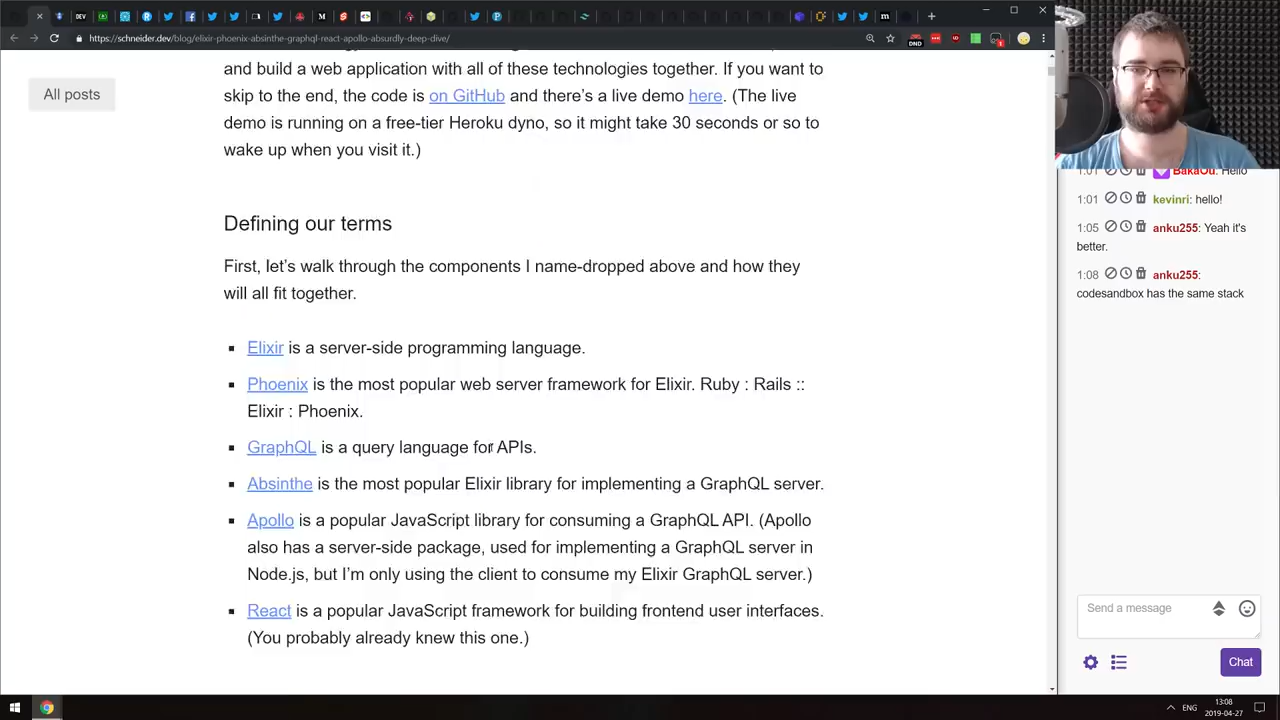 https://schneider.dev/blog/elixir-phoenix-absinthe-graphql-react-apollo-absurdly-deep-dive/
DND
All posts
and build a web application with all of these technologies together. If you want to
skip to the end, the code is on GitHub and there's a live demo here. (The live
demo is running on a free-tier Heroku dyno, so it might take 30 seconds or so to
wake up when you visit it.)
Defining our terms
First, let's walk through the components I name-dropped above and how they
will all fit together.
Elixir is a server-side programming language.
Phoenix is the most popular web server framework for Elixir. Ruby : Rails ::
Elixir : Phoenix.
GraphQL is a query language for APIs.
Absinthe is the most popular Elixir library for implementing a GraphQL server.
Apollo is a popular JavaScript library for consuming a GraphQL API. (Apollo
also has a server-side package, used for implementing a GraphQL server in
Node.js, but I'm only using the client to consume my Elixir GraphQL server.)
React is a popular JavaScript framework for building frontend user interfaces.
(You probably already knew this one.)
1:01 BakaOu: Hello
1:01 kevinri: hello!
1:05 anku255: Yeah it's
better.
1:08 anku255:
codesandbox has the same stack
Send a message
Chat
ENG
13:08
2019-04-27